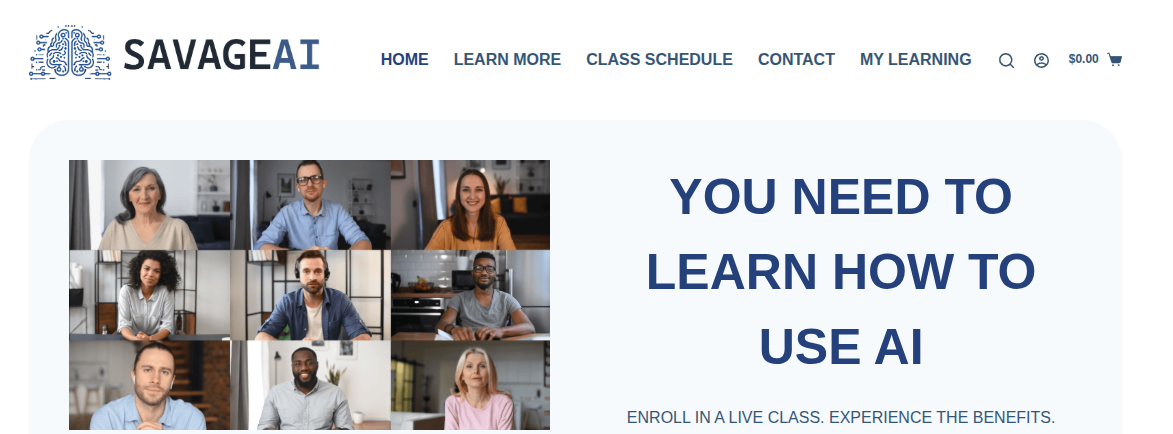 SAVAGEAI
HOME LEARN MORE CLASS SCHEDULE CONTACT MY LEARNING $0.00
YOU NEED TO
LEARN HOW TO
USE AI
ENROLL IN A LIVE CLASS. EXPERIENCE THE BENEFITS.